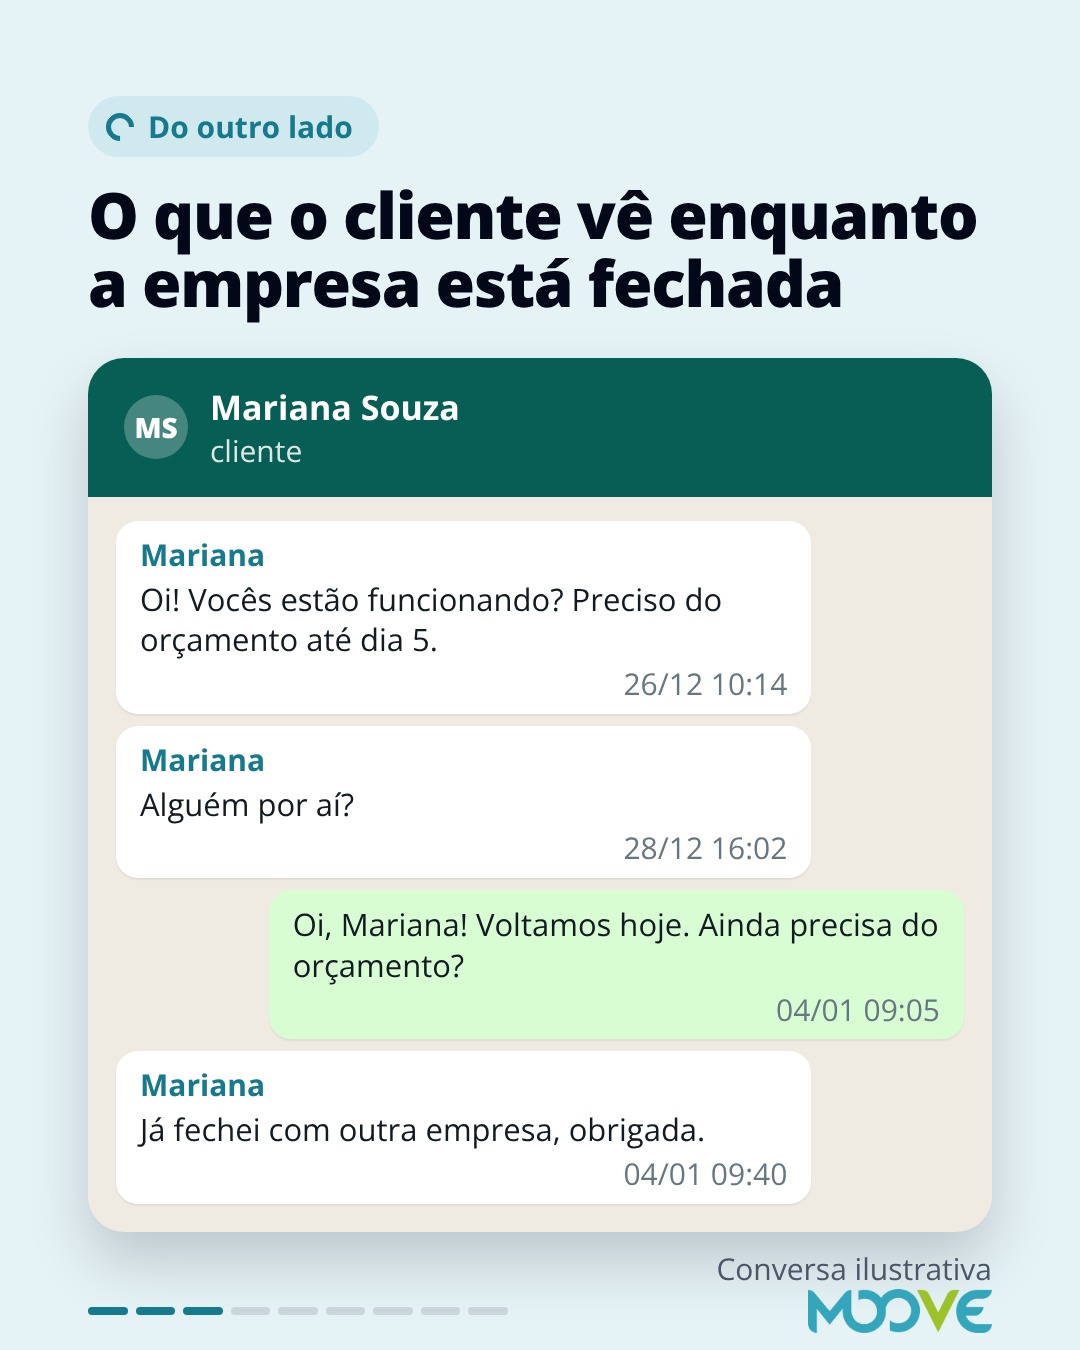 Do outro lado
O que o cliente vê enquanto
a empresa está fechada
MS
Mariana Souza
cliente
Mariana
Oi! Vocês estão funcionando? Preciso do
orçamento até dia 5.
26/12 10:14
Mariana
Alguém por aí?
28/12 16:02
Oi, Mariana! Voltamos hoje. Ainda precisa do
orçamento?
04/01 09:05
Mariana
Já fechei com outra empresa, obrigada.
04/01 09:40
Conversa ilustrativa
MOOVE